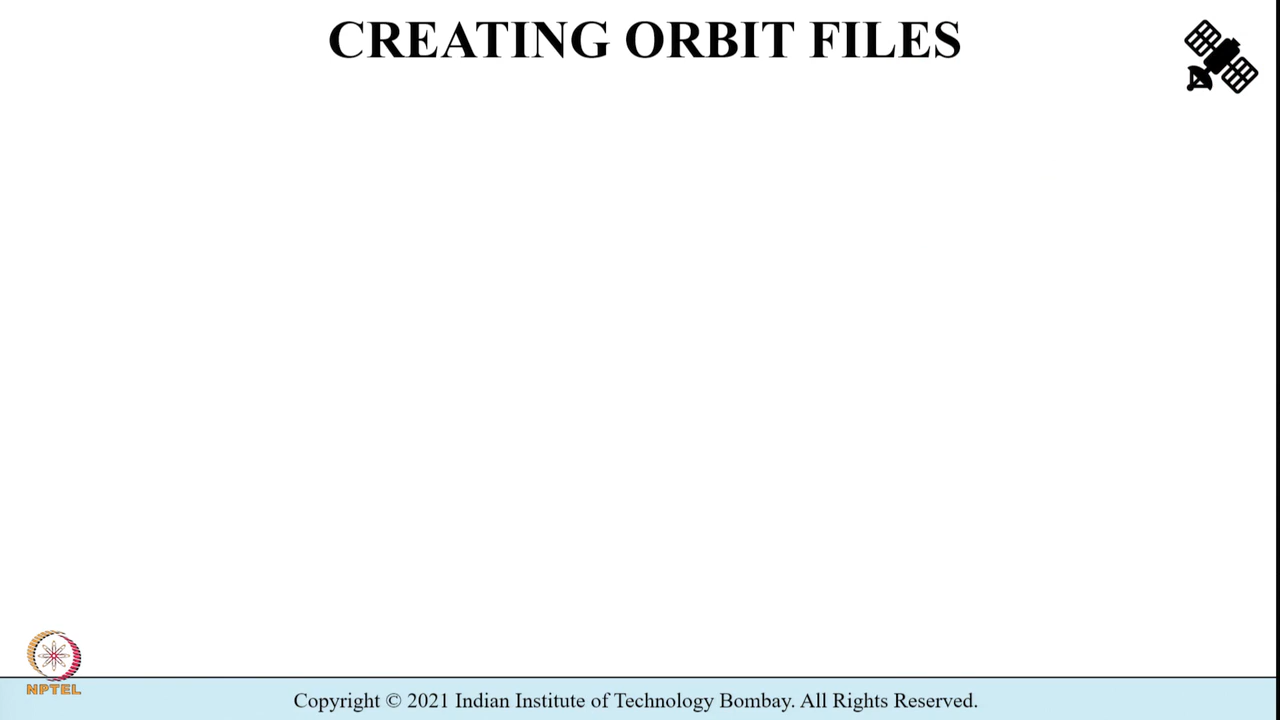 CREATING ORBIT FILES
NPTEL
Copyright © 2021 Indian Institute of Technology Bombay. All Rights Reserved.